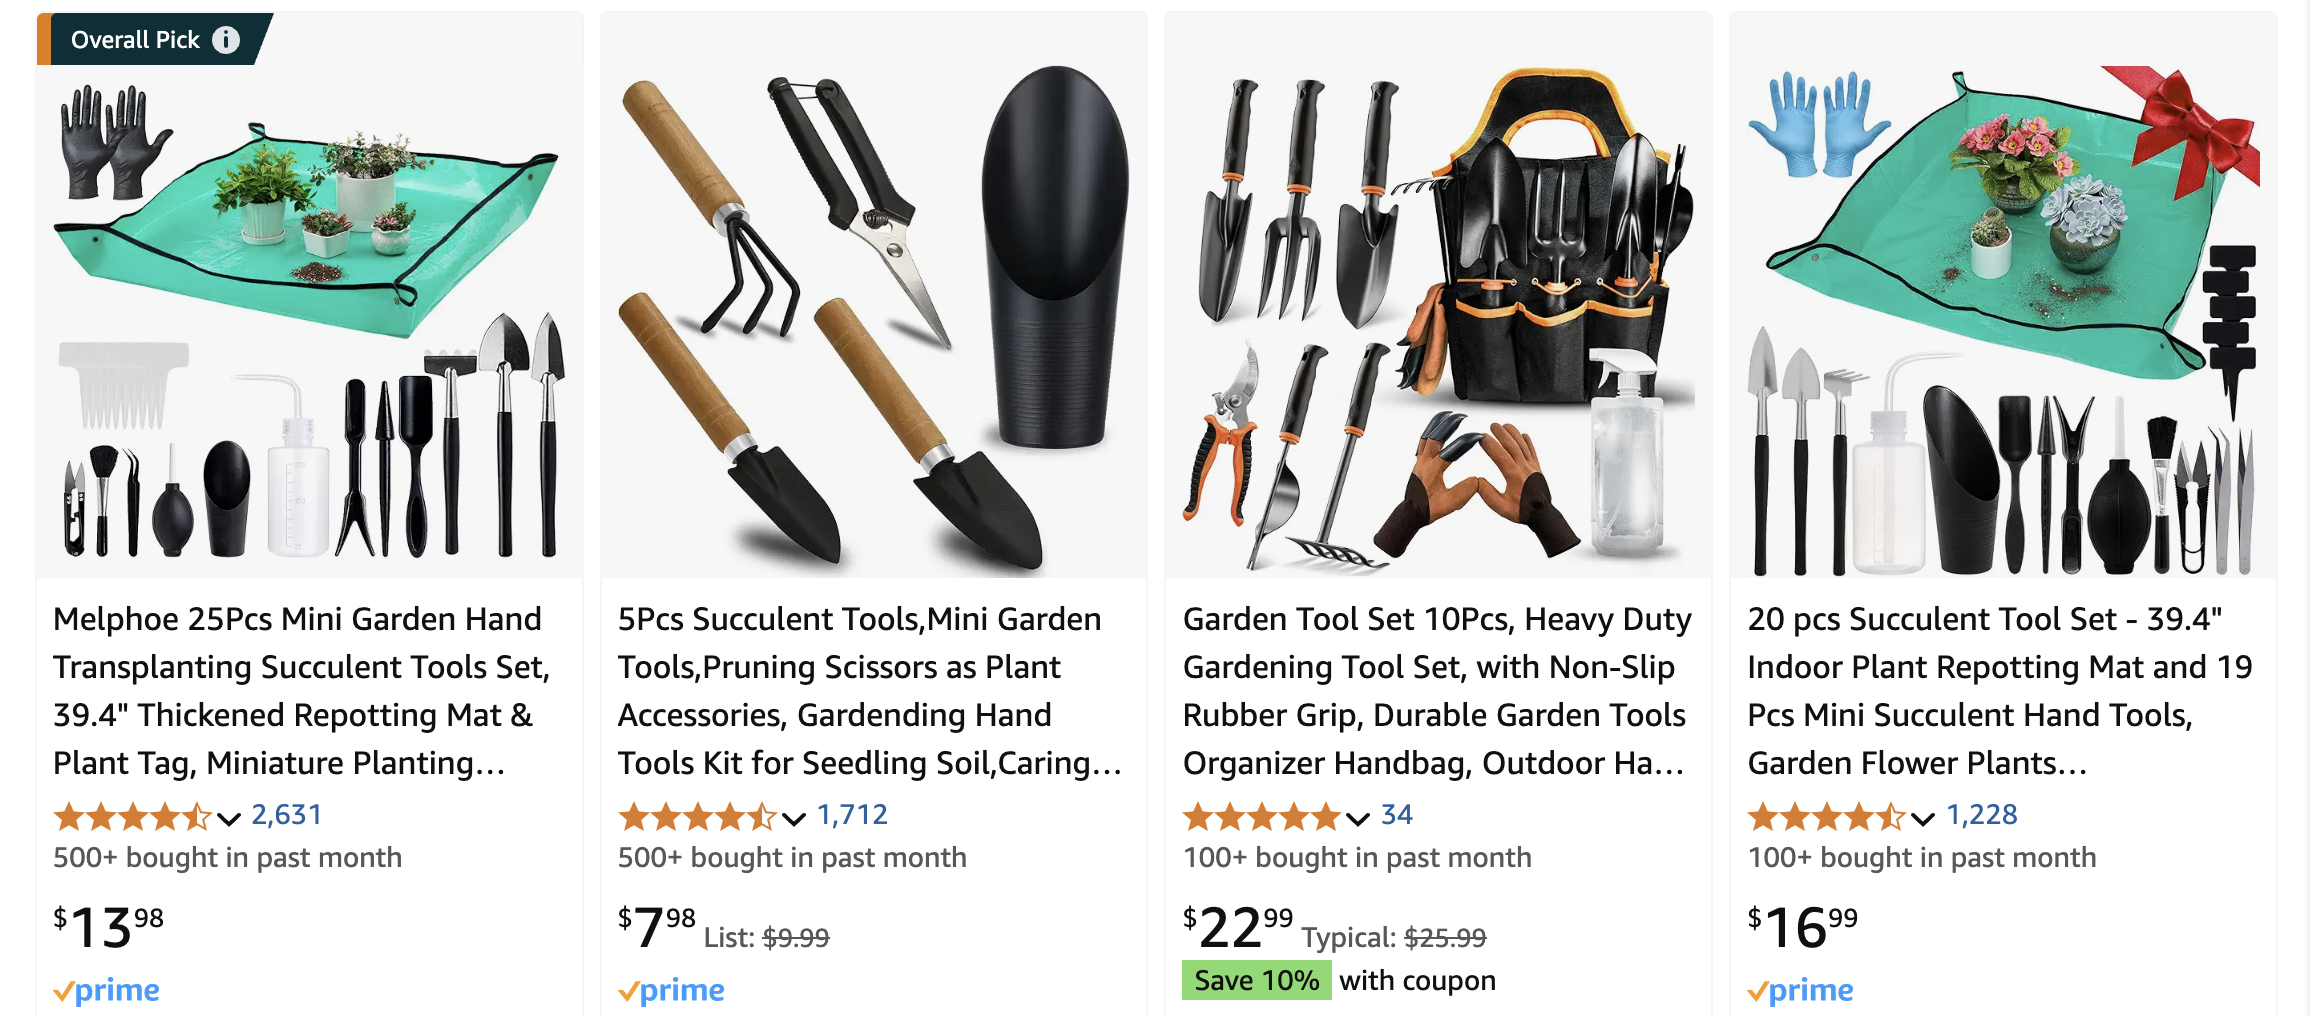 Overall Pick
Melphoe 25Pcs Mini Garden Hand
Transplanting Succulent Tools Set,
39.4" Thickened Repotting Mat &
Plant Tag, Miniature Planting…
2,631
500+ bought in past month
$13 98
prime
5Pcs Succulent Tools,Mini Garden
Tools,Pruning Scissors as Plant
Accessories, Gardending Hand
Tools Kit for Seedling Soil,Caring…
1,712
500+ bought in past month
$7 98 List: $9.99
prime
Garden Tool Set 10Pcs, Heavy Duty
Gardening Tool Set, with Non-Slip
Rubber Grip, Durable Garden Tools
Organizer Handbag, Outdoor Ha…
34
100+ bought in past month
$22 99 Typical: $25.99
Save 10% with coupon
20 pcs Succulent Tool Set - 39.4"
Indoor Plant Repotting Mat and 19
Pcs Mini Succulent Hand Tools,
Garden Flower Plants…
1,228
100+ bought in past month
$16 99
prime